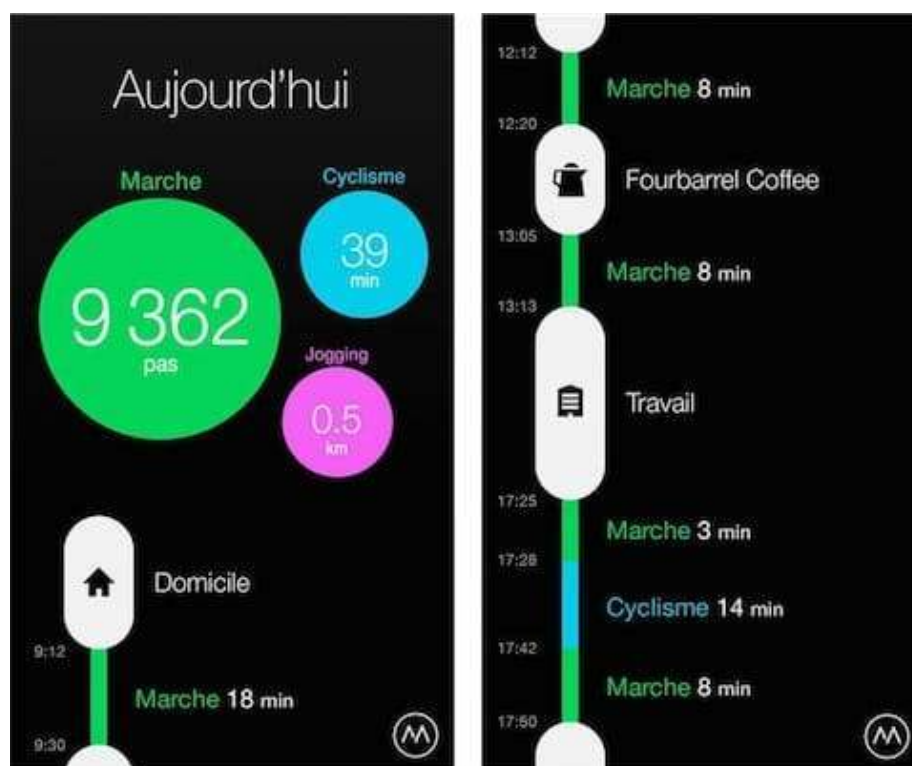 Aujourd'hui
Marche
Cyclisme
9 362
pas
39
min
Jogging
0.5
km
Domicile
9:12
Marche 18 min
9:30
12:12
Marche 8 min
12:20
Fourbarrel Coffee
13:05
Marche 8 min
13:13
Travail
17:25
Marche 3 min
17:28
Cyclisme 14 min
17:42
Marche 8 min
17:50